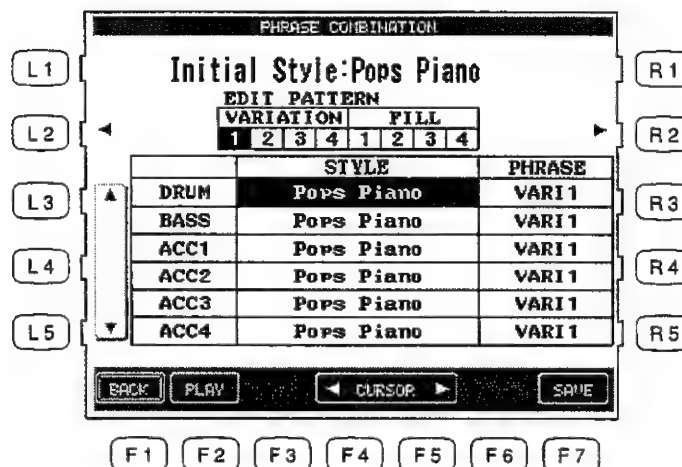 PHRASE COMBINATION
L1 Initial Style:Pops Piano R1
EDIT PATTERN
VARIATION FILL
L2 ◄ 1 2 3 4 1 2 3 4 ► R2
STYLE PHRASE
L3 ▲ DRUM Pops Piano VARI1 R3
BASS Pops Piano VARI1
ACC1 Pops Piano VARI1
L4 ACC2 Pops Piano VARI1 R4
ACC3 Pops Piano VARI1
L5 ▼ ACC4 Pops Piano VARI1 R5
BACK PLAY ◄ CURSOR ► SAVE
F1 F2 F3 F4 F5 F6 F7